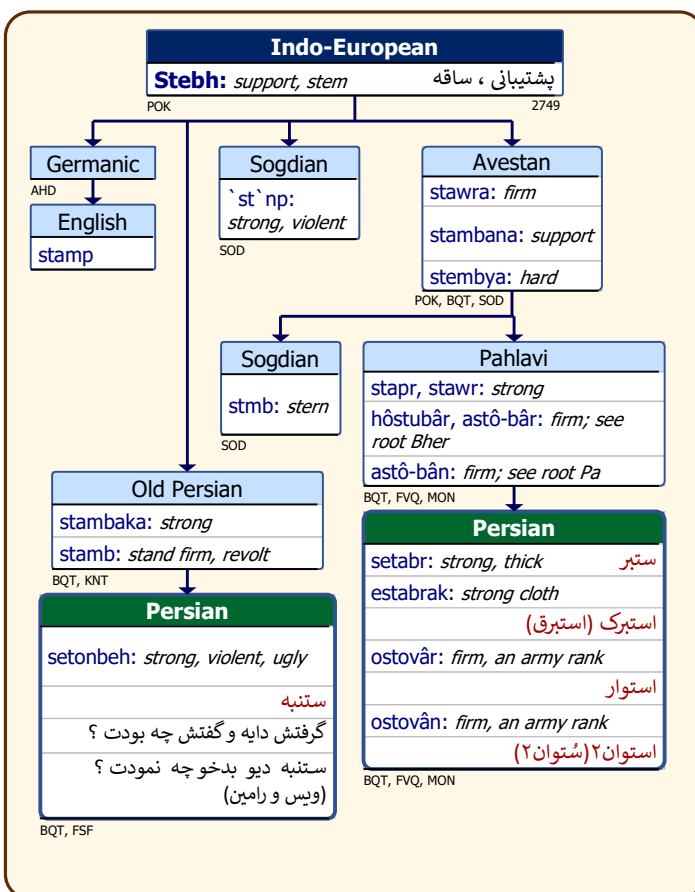 Indo-European
Stebh: support, stem پشتیبانی ، ساقه
POK 2749
Germanic
AHD
English
stamp
Sogdian
`st`np:
strong, violent
SOD
Avestan
stawra: firm
stambana: support
stembya: hard
POK, BQT, SOD
Sogdian
stmb: stern
SOD
Pahlavi
stapr, stawr: strong
hôstubâr, astô-bâr: firm; see
root Bher
astô-bân: firm; see root Pa
BQT, FVQ, MON
Old Persian
stambaka: strong
stamb: stand firm, revolt
BQT, KNT
Persian
setonbeh: strong, violent, ugly
ستنبه
گرفتش دایه و گفتش چه بودت ؟
ستنبه دیو بدخو چه نمودت ؟
(ویس و رامین)
BQT, FSF
Persian
setabr: strong, thick ستبر
estabrak: strong cloth
استبرک (استبرق)
ostovâr: firm, an army rank
استوار
ostovân: firm, an army rank
استوان۲(سُتوان۲)
BQT, FVQ, MON